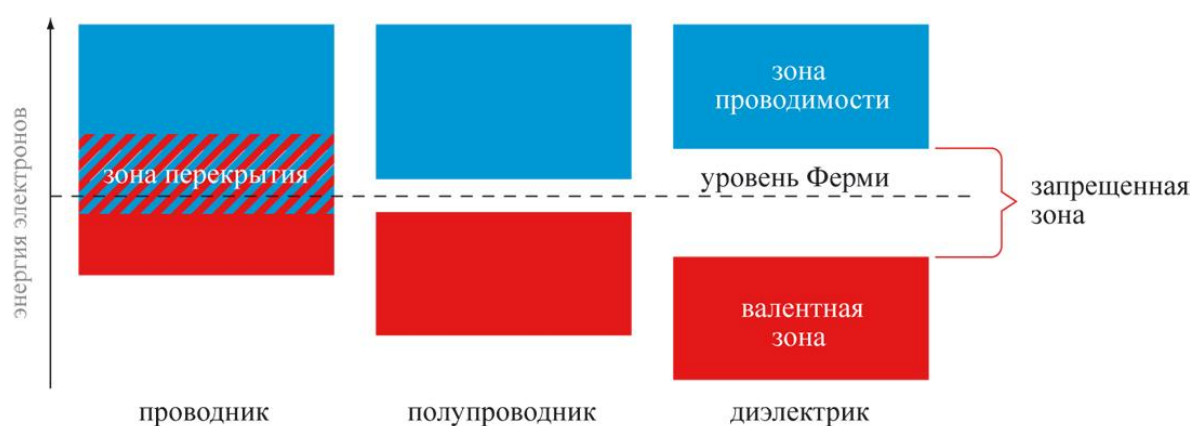 энергия электронов
зона перекрытия
зона
проводимости
уровень Ферми
запрещенная
зона
валентная
зона
проводник
полупроводник
диэлектрик